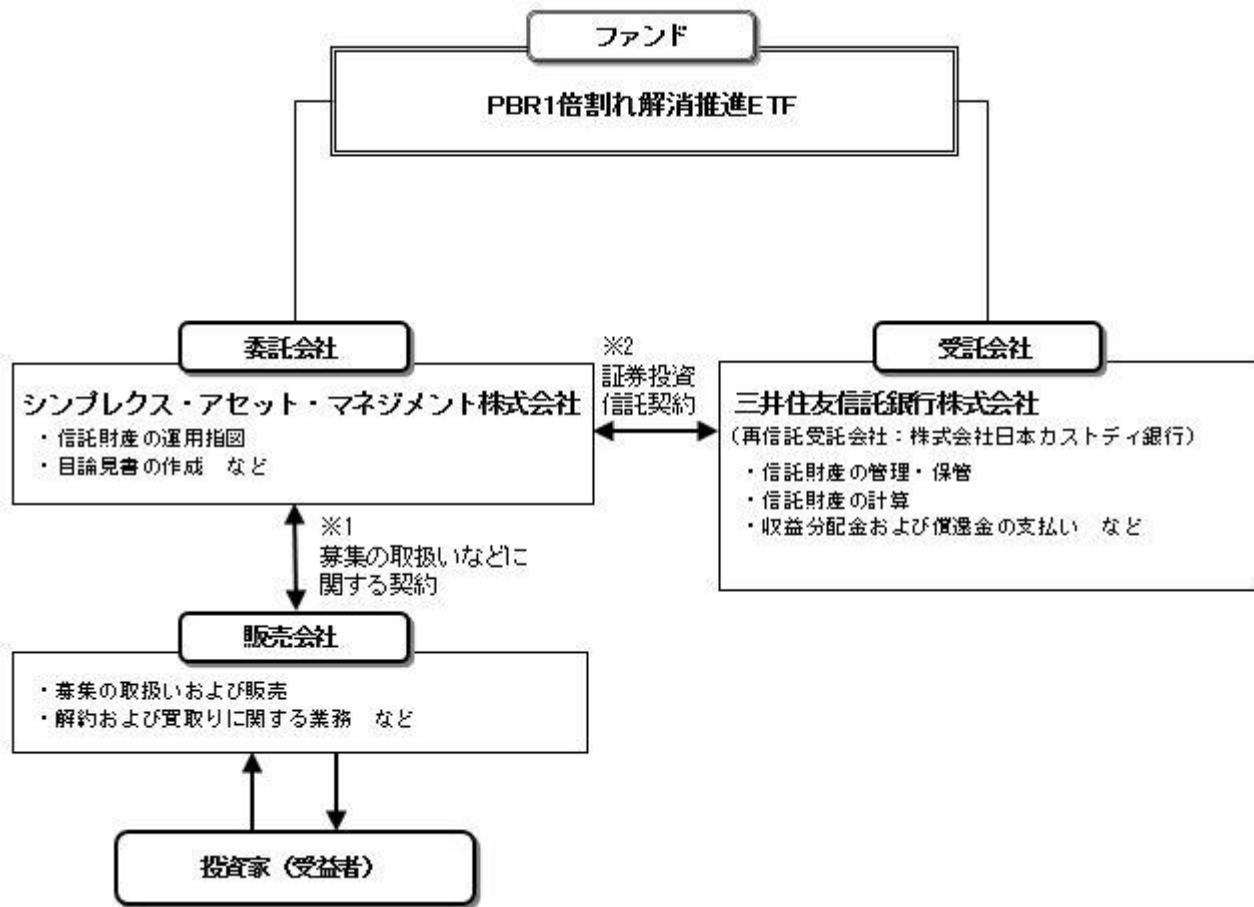 ファンド
PBR1倍割れ解消推進ETF
委託会社
シンプレクス・アセット・マネジメント株式会社
・信託財産の運用指図
・目論見書の作成　など
※2
証券投資
信託契約
受託会社
三井住友信託銀行株式会社
(再信託受託会社：株式会社日本カストディ銀行)
・信託財産の管理・保管
・信託財産の計算
・収益分配金および償還金の支払い　など
※1
募集の取扱いなどに
関する契約
販売会社
・募集の取扱いおよび販売
・解約および買取りに関する業務　など
投資家（受益者）